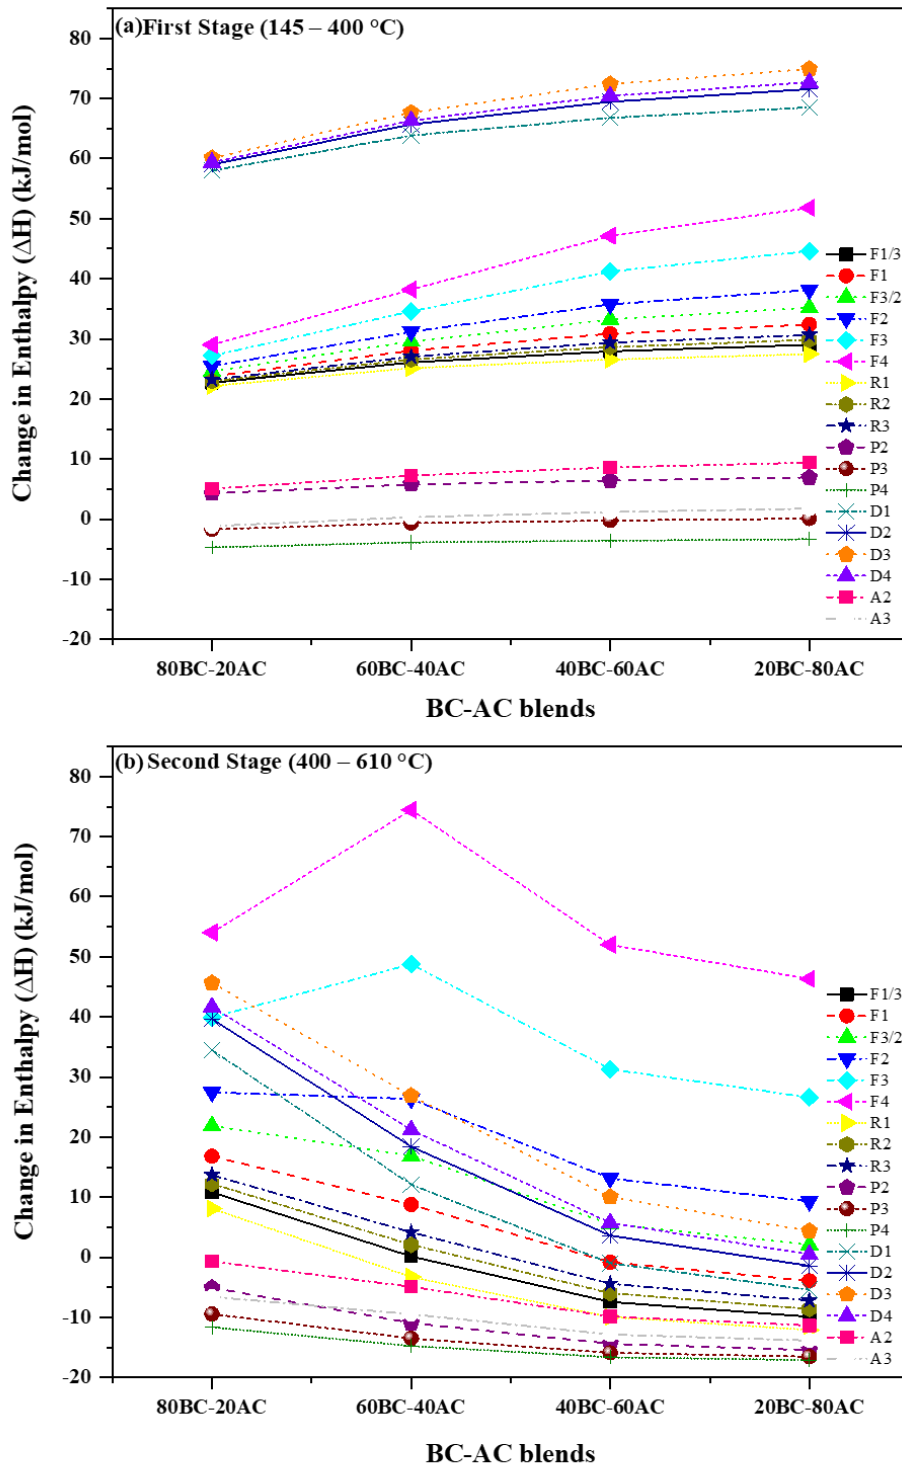 (a) First Stage (145 – 400 °C)
Change in Enthalpy (ΔH) (kJ/mol)
80
70
60
50
40
30
20
10
0
-10
-20
F1/3
F1
F3/2
F2
F3
F4
R1
R2
R3
P2
P3
P4
D1
D2
D3
D4
A2
A3
80BC-20AC 60BC-40AC 40BC-60AC 20BC-80AC
BC-AC blends
(b) Second Stage (400 – 610 °C)
Change in Enthalpy (ΔH) (kJ/mol)
80
70
60
50
40
30
20
10
0
-10
-20
F1/3
F1
F3/2
F2
F3
F4
R1
R2
R3
P2
P3
P4
D1
D2
D3
D4
A2
A3
80BC-20AC 60BC-40AC 40BC-60AC 20BC-80AC
BC-AC blends